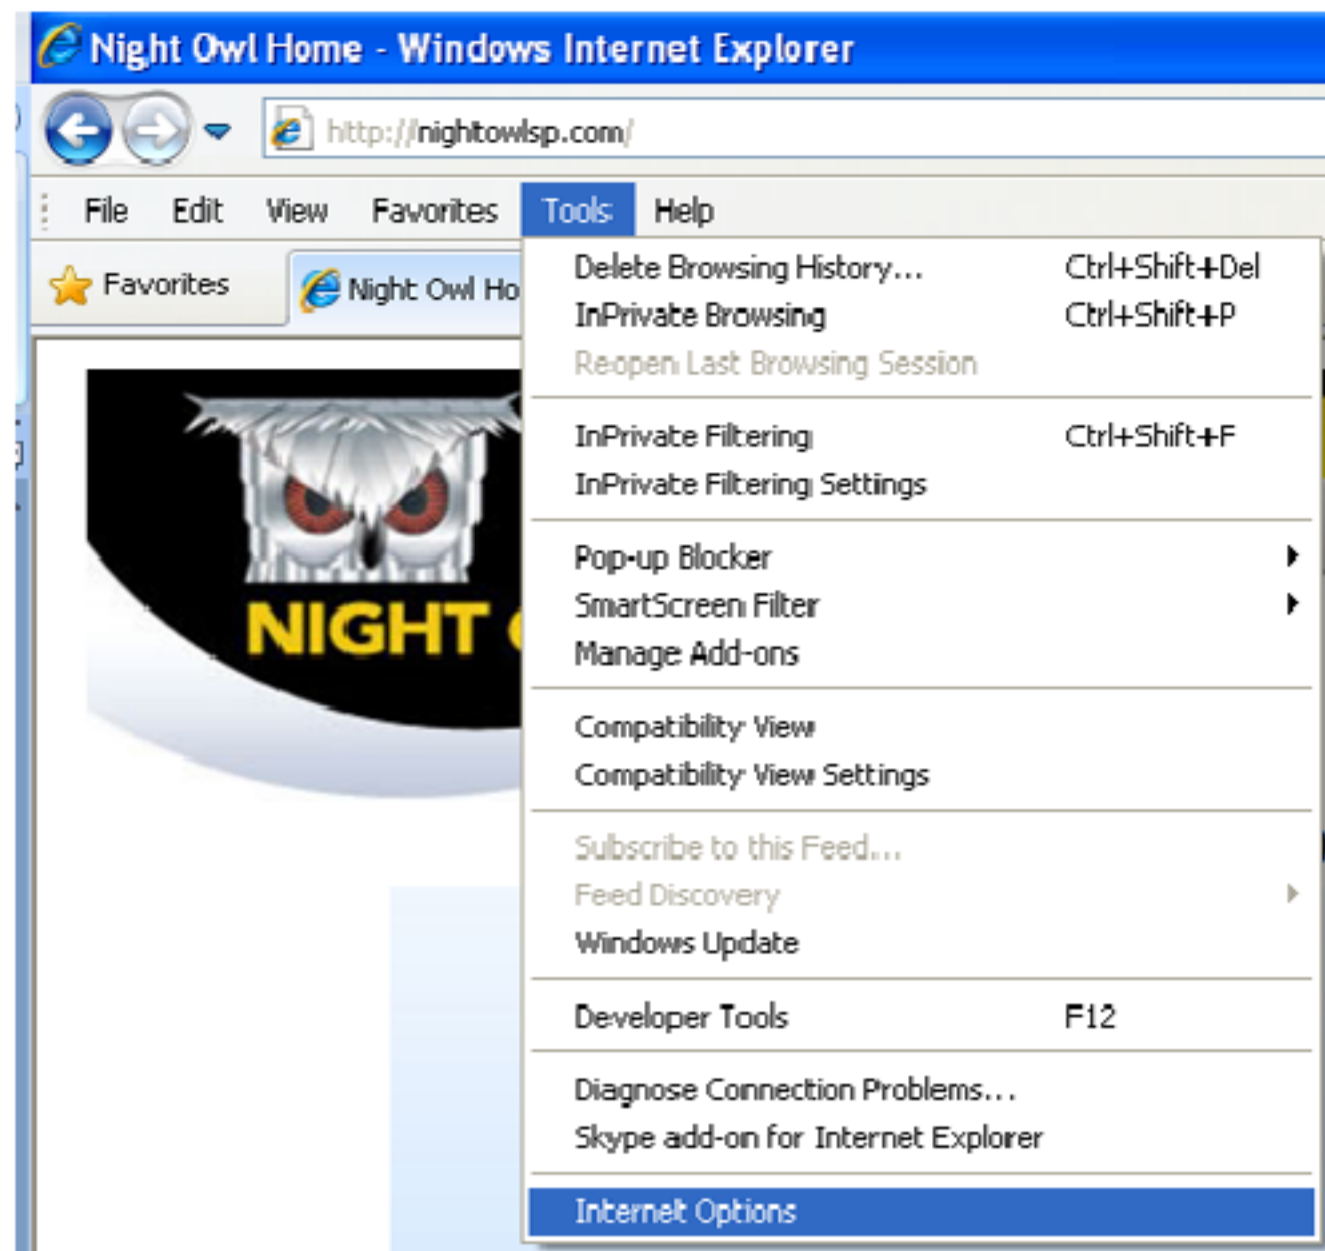 Night Owl Home - Windows Internet Explorer
http://nightowlsp.com/
File Edit View Favorites Tools Help
Favorites Night Owl Ho
Delete Browsing History... Ctrl+Shift+Del
InPrivate Browsing Ctrl+Shift+P
Reopen Last Browsing Session
InPrivate Filtering Ctrl+Shift+F
InPrivate Filtering Settings
Pop-up Blocker
SmartScreen Filter
Manage Add-ons
Compatibility View
Compatibility View Settings
Subscribe to this Feed...
Feed Discovery
Windows Update
Developer Tools F12
Diagnose Connection Problems...
Skype add-on for Internet Explorer
Internet Options
NIGHT